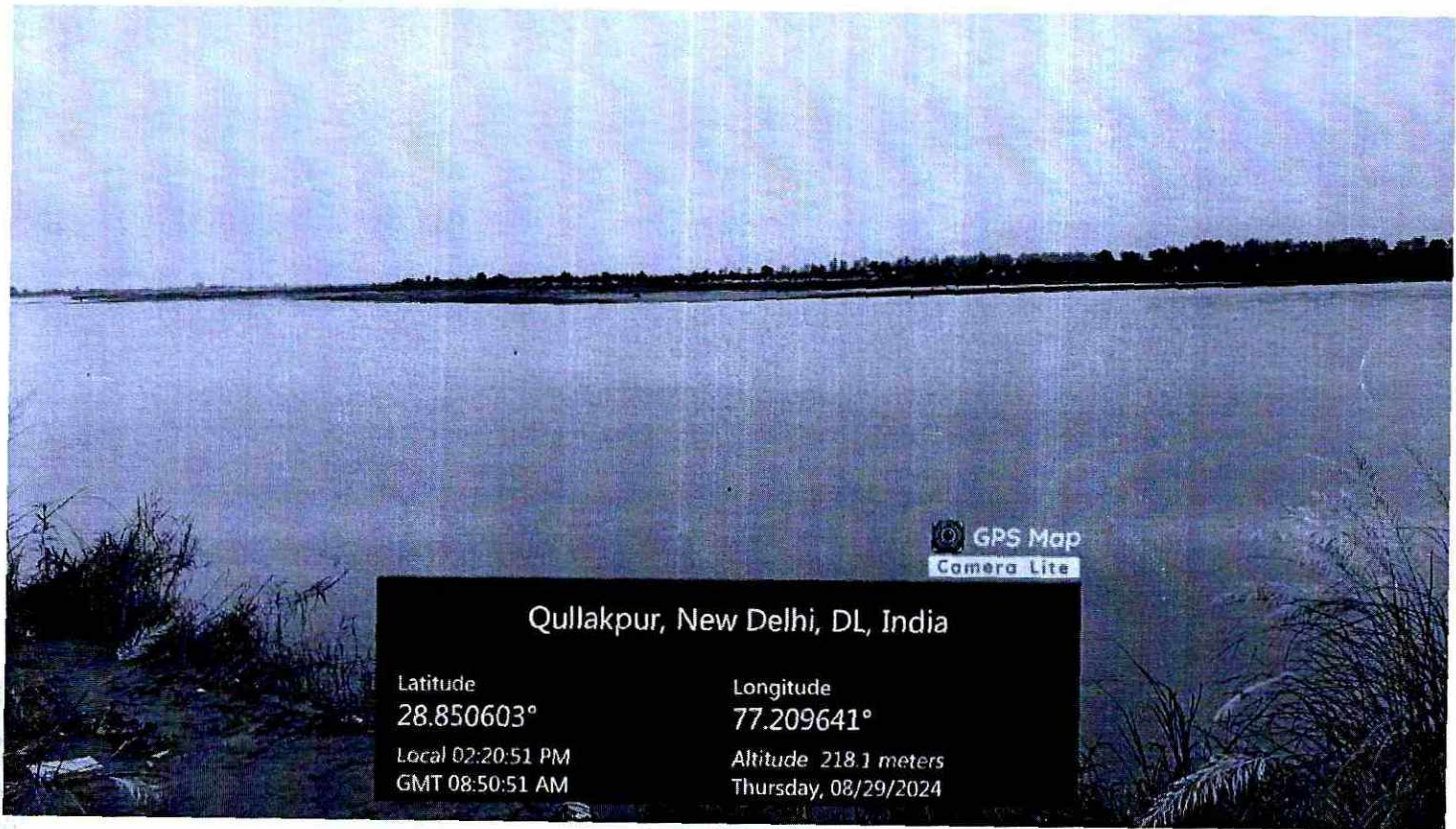 GPS Map
Camera Lite
Qullakpur, New Delhi, DL, India
Latitude
28.850603°
Longitude
77.209641°
Local 02:20:51 PM
GMT 08:50:51 AM
Altitude 218.1 meters
Thursday, 08/29/2024